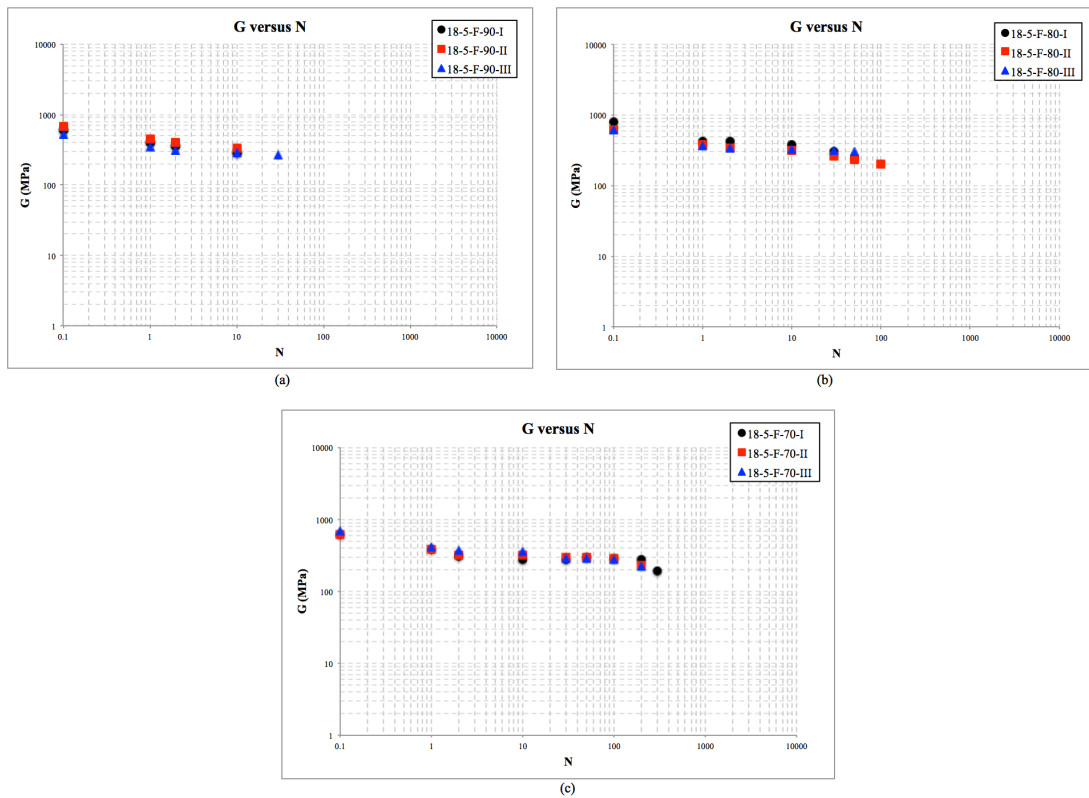 G versus N
18-5-F-90-I
18-5-F-90-II
18-5-F-90-III
10000
1000
100
10
1
G (MPa)
0.1 1 10 100 1000 10000
N
(a)
G versus N
18-5-F-80-I
18-5-F-80-II
18-5-F-80-III
10000
1000
100
10
1
G (MPa)
0.1 1 10 100 1000 10000
N
(b)
G versus N
18-5-F-70-I
18-5-F-70-II
18-5-F-70-III
10000
1000
100
10
1
G (MPa)
0.1 1 10 100 1000 10000
N
(c)